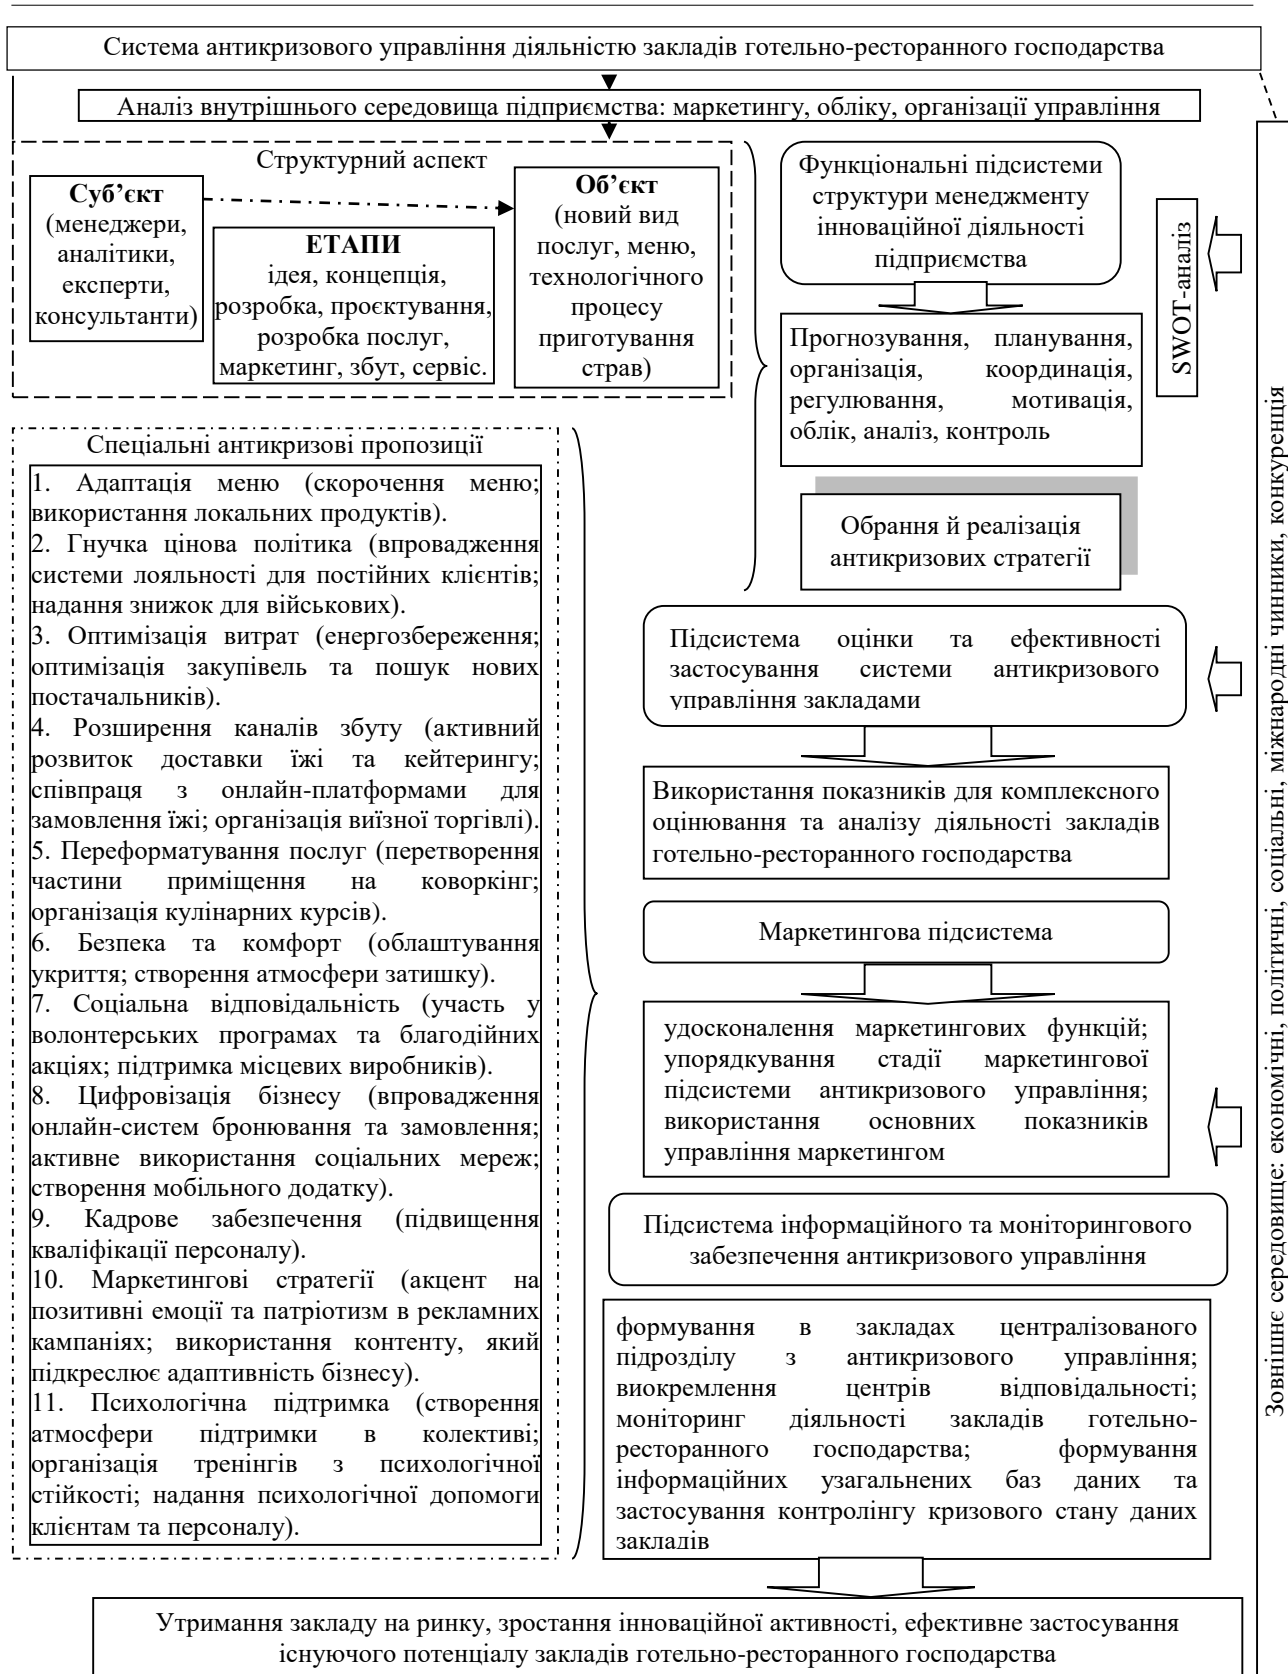 Система антикризового управління діяльністю закладів готельно-ресторанного господарства
Аналіз внутрішнього середовища підприємства: маркетингу, обліку, організації управління
Структурний аспект
Суб’єкт
(менеджери,
аналітики,
експерти,
консультанти)
ЕТАПИ
ідея, концепція,
розробка, проєктування,
розробка послуг,
маркетинг, збут, сервіс.
Об’єкт
(новий вид
послуг, меню,
технологічного
процесу
приготування
страв)
Функціональні підсистеми
структури менеджменту
інноваційної діяльності
підприємства
Прогнозування, планування,
організація, координація,
регулювання, мотивація,
облік, аналіз, контроль
SWOT-аналіз
Обрання й реалізація
антикризових стратегії
Спеціальні антикризові пропозиції
1. Адаптація меню (скорочення меню;
використання локальних продуктів).
2. Гнучка цінова політика (впровадження
системи лояльності для постійних клієнтів;
надання знижок для військових).
3. Оптимізація витрат (енергозбереження;
оптимізація закупівель та пошук нових
постачальників).
4. Розширення каналів збуту (активний
розвиток доставки їжі та кейтерингу;
співпраця з онлайн-платформами для
замовлення їжі; організація виїзної торгівлі).
5. Переформатування послуг (перетворення
частини приміщення на коворкінг;
організація кулінарних курсів).
6. Безпека та комфорт (облаштування
укриття; створення атмосфери затишку).
7. Соціальна відповідальність (участь у
волонтерських програмах та благодійних
акціях; підтримка місцевих виробників).
8. Цифровізація бізнесу (впровадження
онлайн-систем бронювання та замовлення;
активне використання соціальних мереж;
створення мобільного додатку).
9. Кадрове забезпечення (підвищення
кваліфікації персоналу).
10. Маркетингові стратегії (акцент на
позитивні емоції та патріотизм в рекламних
кампаніях; використання контенту, який
підкреслює адаптивність бізнесу).
11. Психологічна підтримка (створення
атмосфери підтримки в колективі;
організація тренінгів з психологічної
стійкості; надання психологічної допомоги
клієнтам та персоналу).
Підсистема оцінки та ефективності
застосування системи антикризового
управління закладами
Використання показників для комплексного
оцінювання та аналізу діяльності закладів
готельно-ресторанного господарства
Маркетингова підсистема
удосконалення маркетингових функцій;
упорядкування стадії маркетингової
підсистеми антикризового управління;
використання основних показників
управління маркетингом
Підсистема інформаційного та моніторингового
забезпечення антикризового управління
формування в закладах централізованого
підрозділу з антикризового управління;
виокремлення центрів відповідальності;
моніторинг діяльності закладів готельно-
ресторанного господарства; формування
інформаційних узагальнених баз даних та
застосування контролінгу кризового стану даних
закладів
Зовнішнє середовище: економічні, політичні, соціальні, міжнародні чинники, конкуренція
Утримання закладу на ринку, зростання інноваційної активності, ефективне застосування
існуючого потенціалу закладів готельно-ресторанного господарства